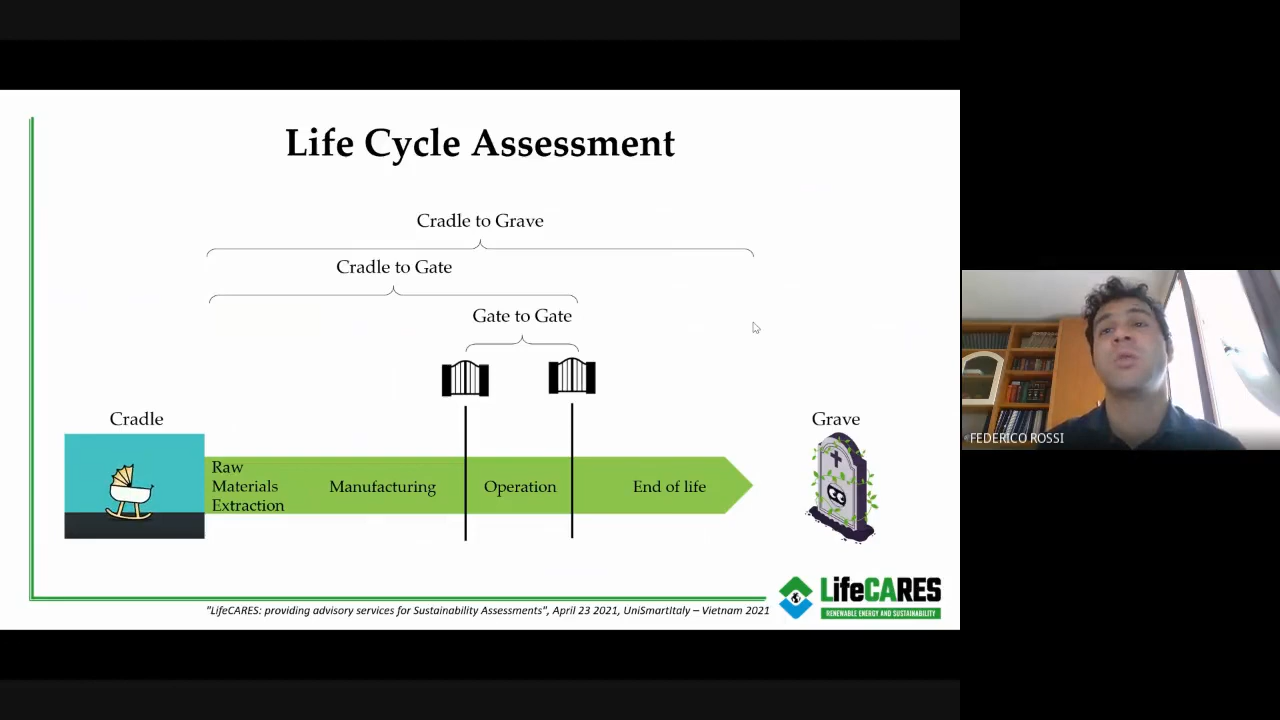 Life Cycle Assessment
Cradle to Grave
Cradle to Gate
Gate to Gate
Cradle
Grave
Raw
Materials
Extraction
Manufacturing
Operation
End of life
FEDERICO ROSSI
"LifeCARES: providing advisory services for Sustainability Assessments", April 23 2021, UniSmartItaly – Vietnam 2021
LifeCARES
RENEWABLE ENERGY AND SUSTAINABILITY